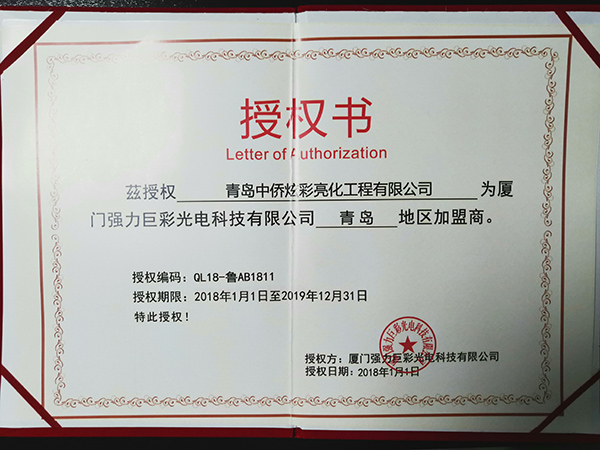 授权书
Letter of Authorization
茲授权 青岛中侨炫彩亮化工程有限公司 为厦
门强力巨彩光电科技有限公司 青岛 地区加盟商。
授权编码：QL18-鲁AB1811
授权期限：2018年1月1日至2019年12月31日
特此授权！
授权方：厦门强力巨彩光电科技有限公司
授权日期：2018年1月1日